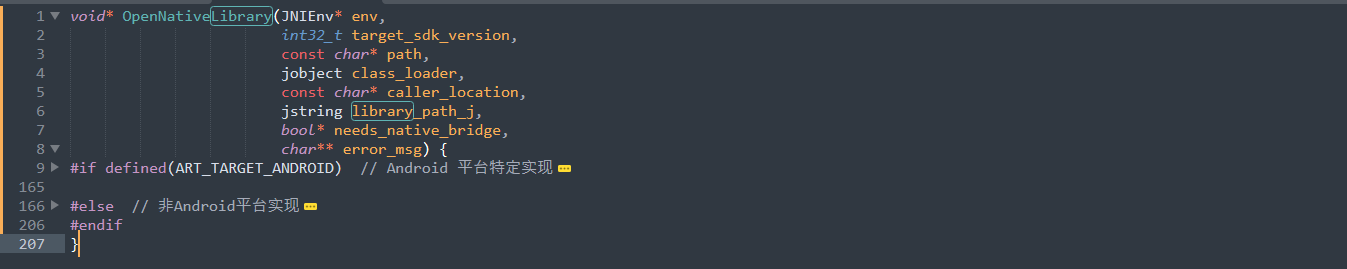 1 void* OpenNativeLibrary(JNIEnv* env,
2 int32_t target_sdk_version,
3 const char* path,
4 jobject class_loader,
5 const char* caller_location,
6 jstring library_path_j,
7 bool* needs_native_bridge,
8 char** error_msg) {
9 #if defined(ART_TARGET_ANDROID)  // Android 平台特定实现
165
166 #else  // 非Android平台实现
206 #endif
207 }